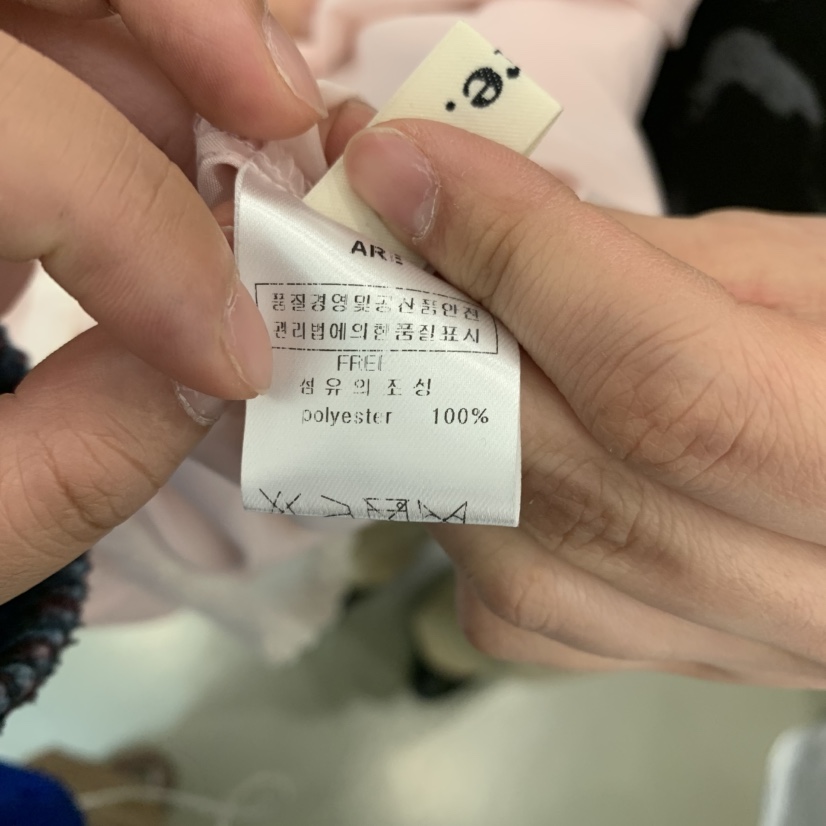 re.
품질경영및공산품안전
관리법에의한품질표시
FREE
섬유의 조성
polyester 100%